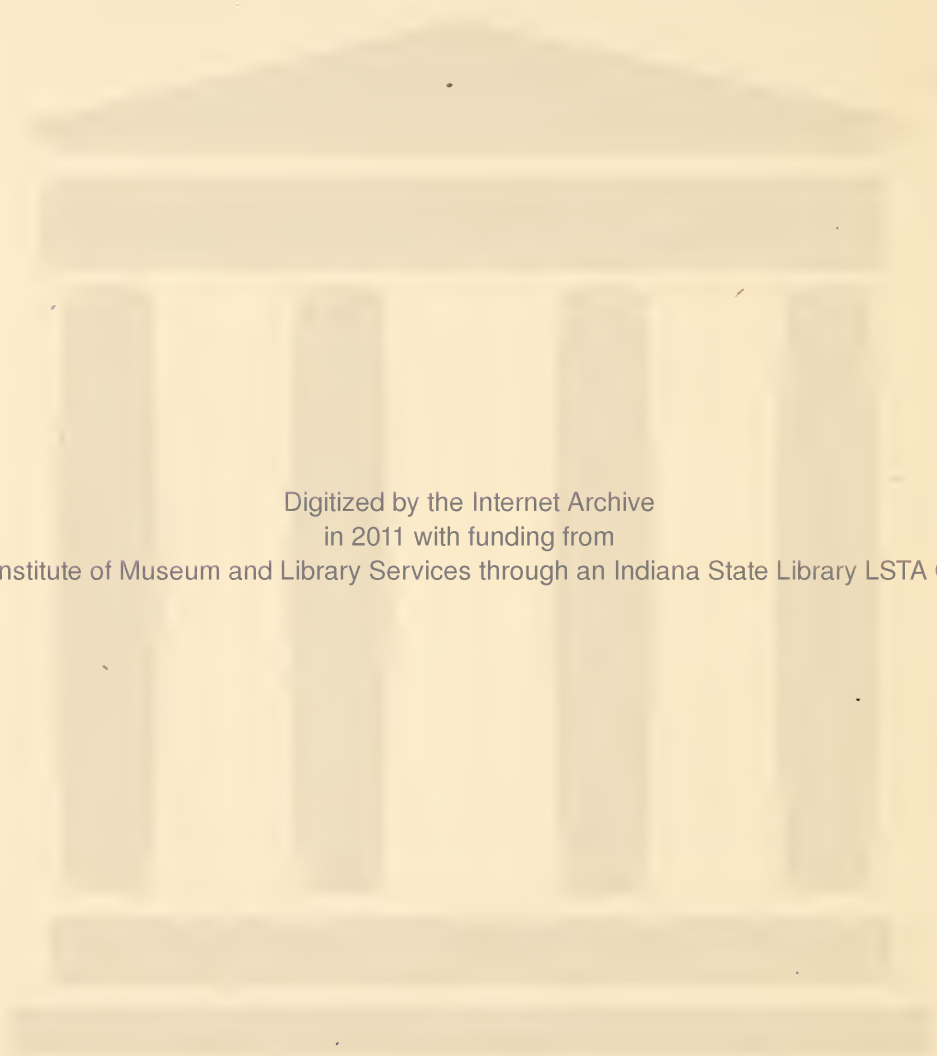 Digitized by the Internet Archive
in 2011 with funding from
nstitute of Museum and Library Services through an Indiana State Library LSTA